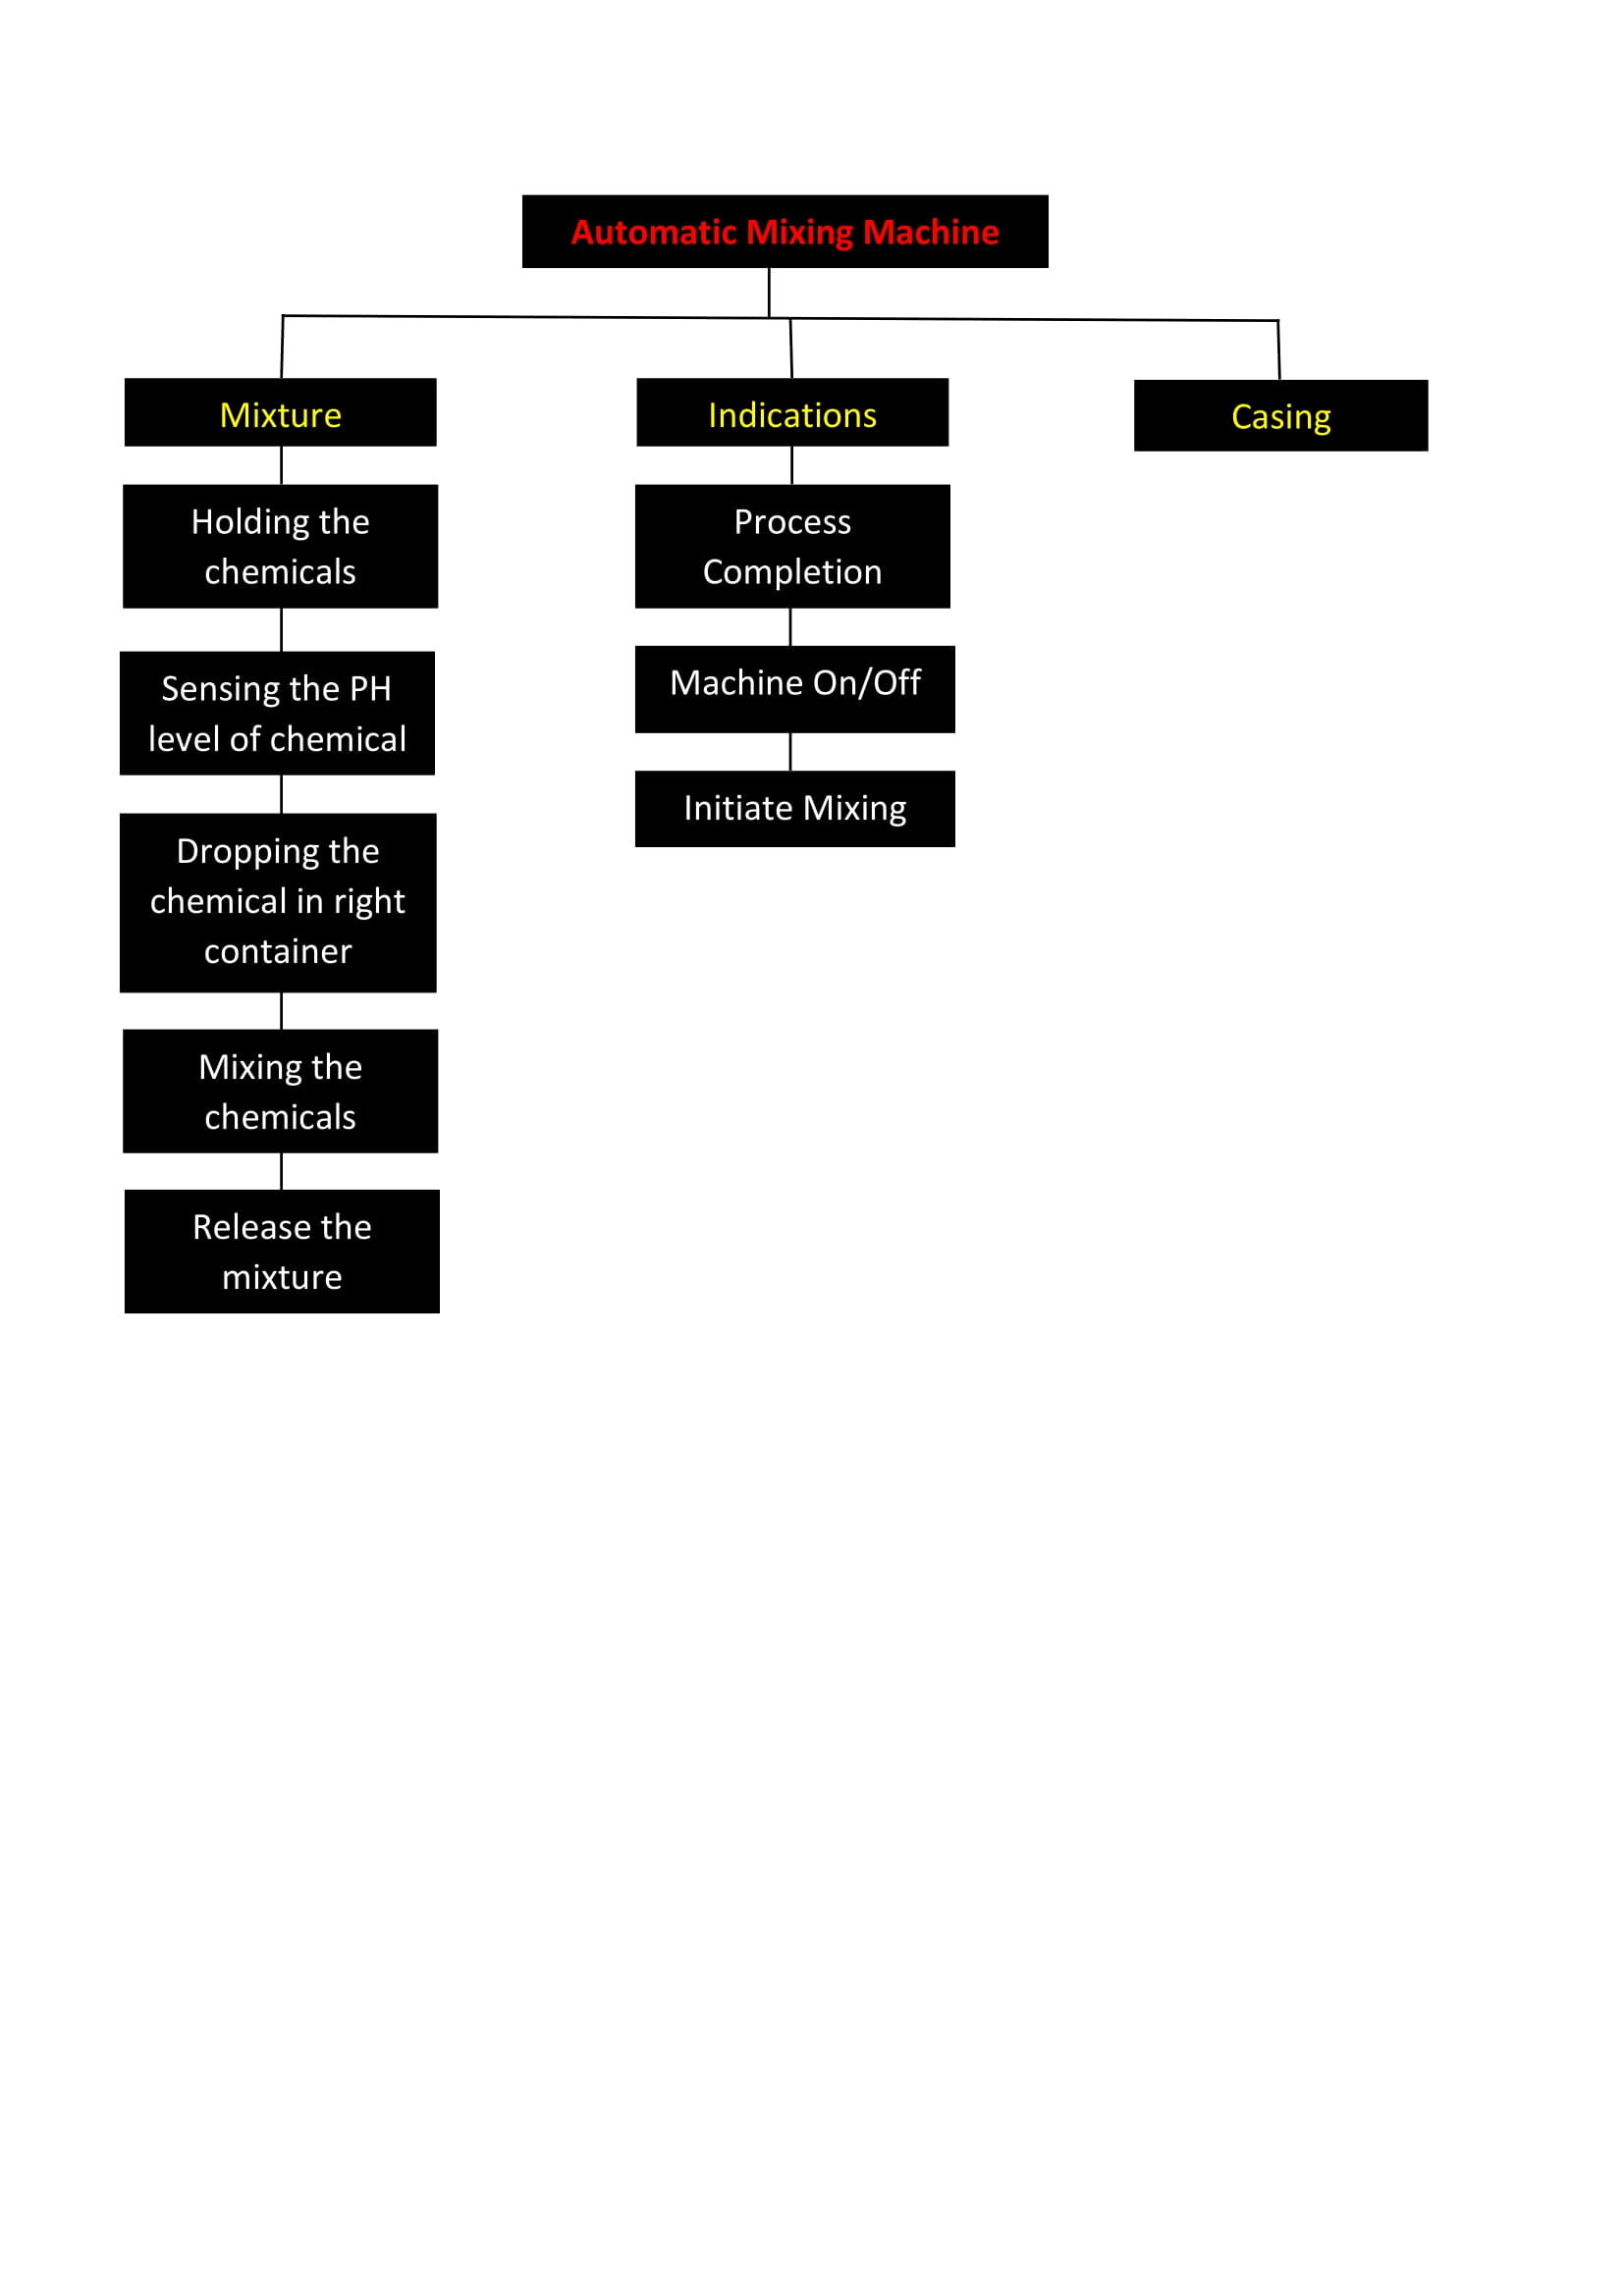 Automatic Mixing Machine
Mixture
Holding the
chemicals
Sensing the PH
level of chemical
Dropping the
chemical in right
container
Mixing the
chemicals
Release the
mixture
Indications
Process
Completion
Machine On/Off
Initiate Mixing
Casing